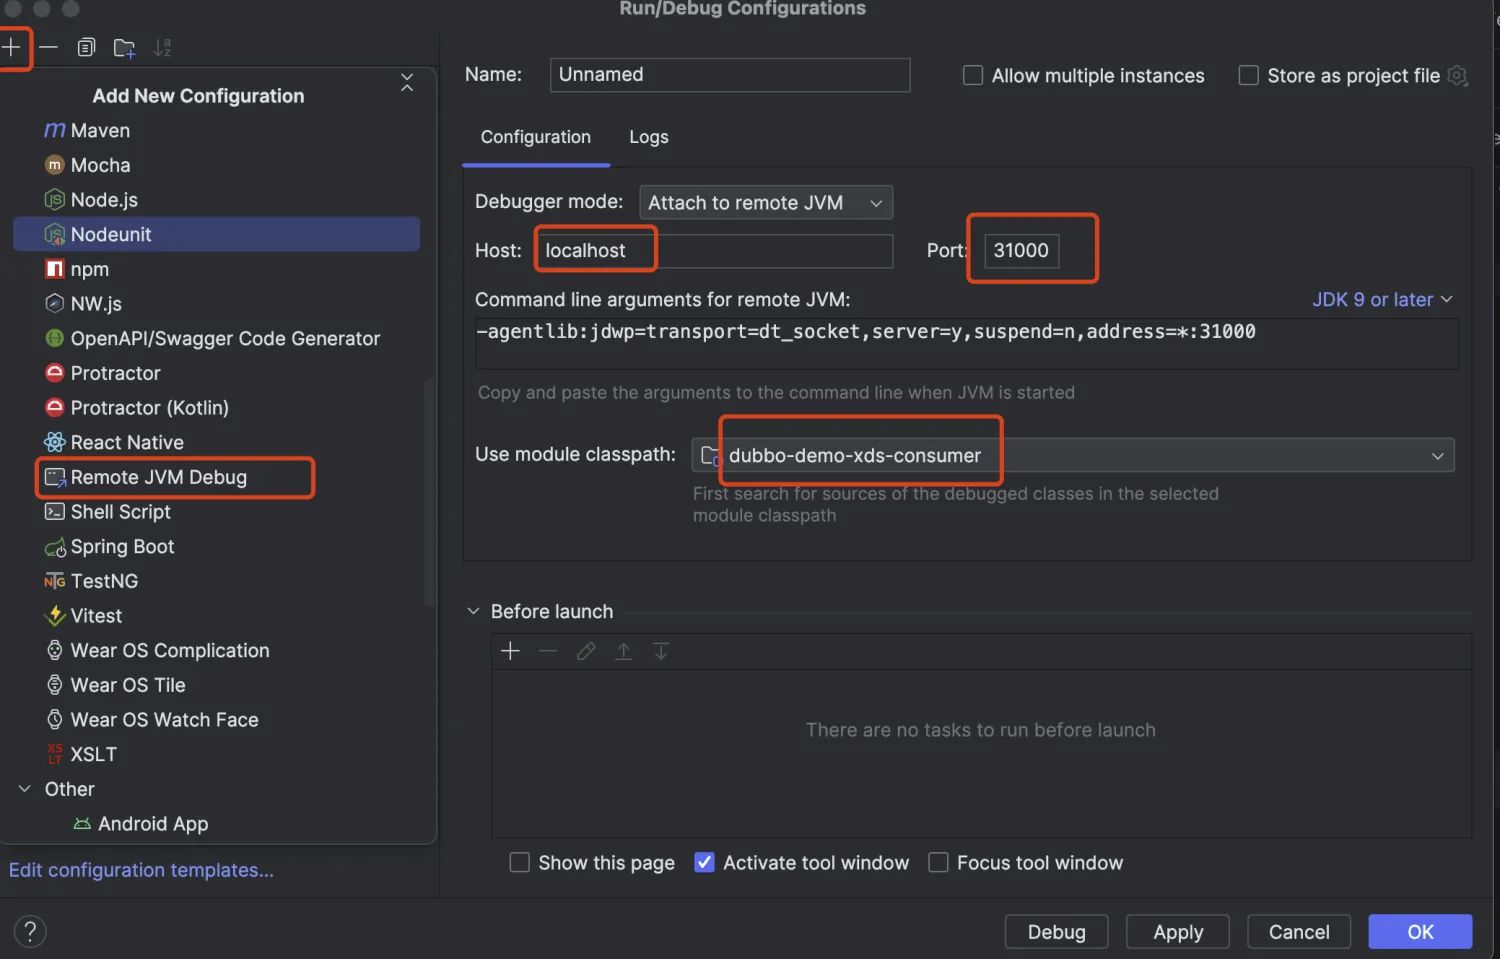 Run/Debug Configurations
Add New Configuration
Maven
Mocha
Node.js
Nodeunit
npm
NW.js
OpenAPI/Swagger Code Generator
Protractor
Protractor (Kotlin)
React Native
Remote JVM Debug
Shell Script
Spring Boot
TestNG
Vitest
Wear OS Complication
Wear OS Tile
Wear OS Watch Face
XSLT
Other
Android App
Edit configuration templates...
Name: Unnamed
Allow multiple instances
Store as project file
Configuration Logs
Debugger mode: Attach to remote JVM
Host: localhost Port: 31000
Command line arguments for remote JVM: JDK 9 or later
-agentlib:jdwp=transport=dt_socket,server=y,suspend=n,address=*:31000
Copy and paste the arguments to the command line when JVM is started
Use module classpath: dubbo-demo-xds-consumer
First search for sources of the debugged classes in the selected
module classpath
Before launch
There are no tasks to run before launch
Show this page Activate tool window Focus tool window
? Debug Apply Cancel OK